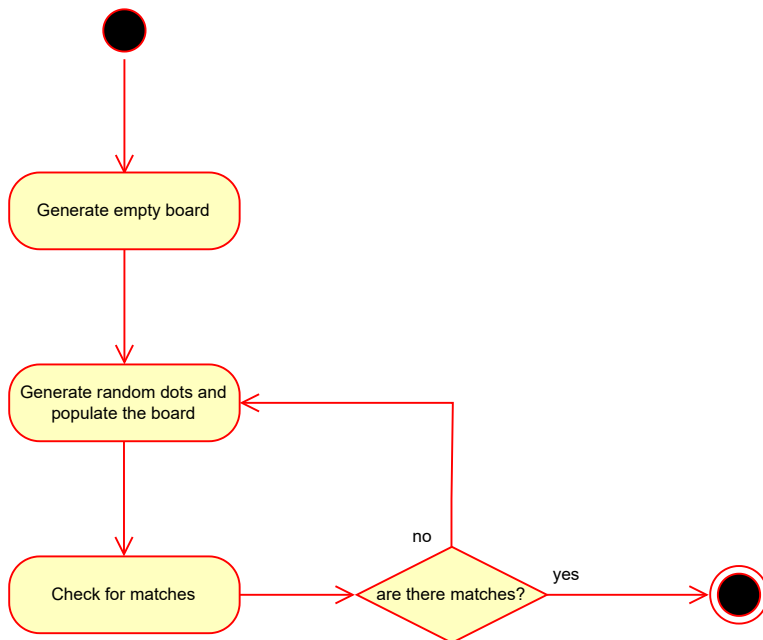 Generate empty board
Generate random dots and
populate the board
no
yes
Check for matches
are there matches?